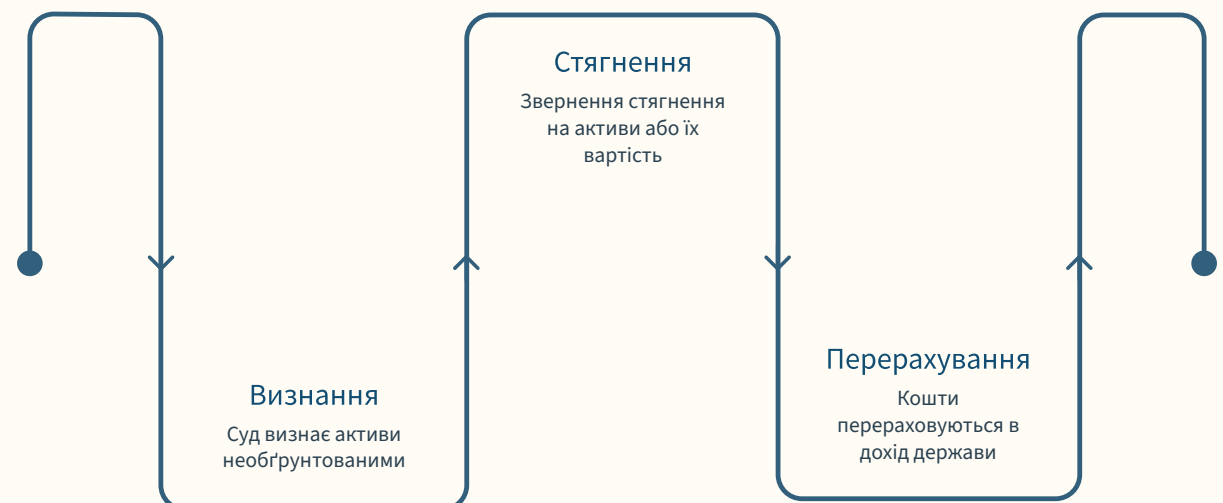 Визнання
Суд визнає активи
необґрунтованими
Стягнення
Звернення стягнення
на активи або їх
вартість
Перерахування
Кошти
перераховуються в
дохід держави